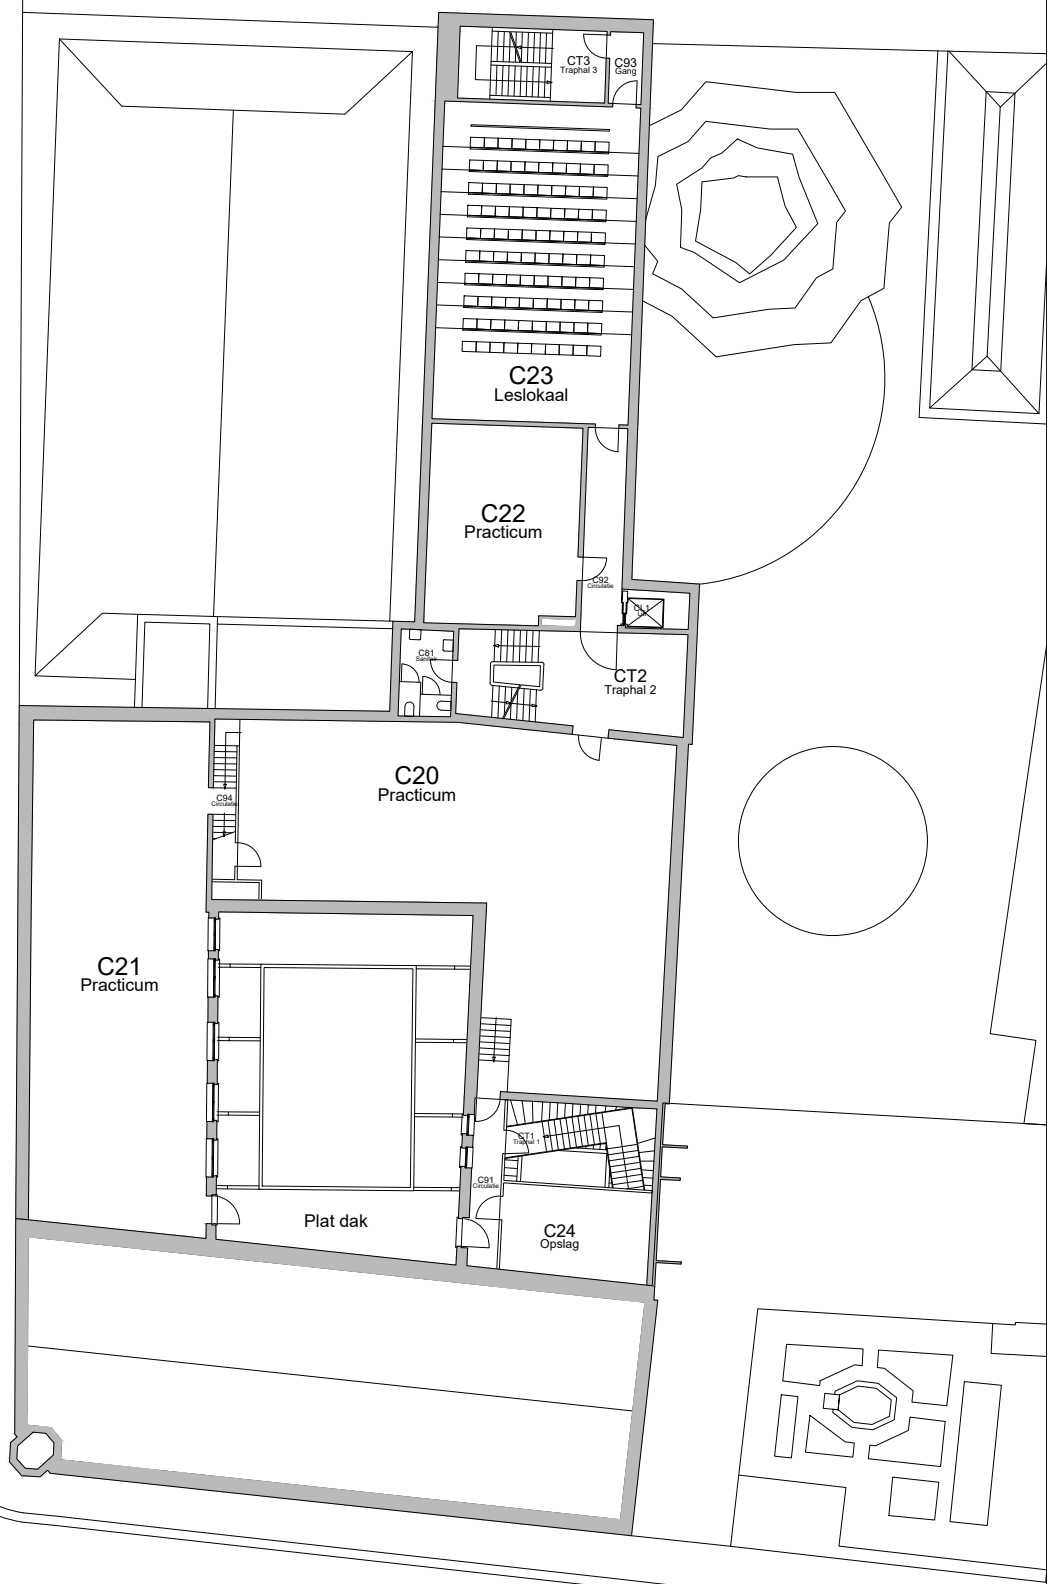 CT3
Traphal 3
C93
Gang
C23
Leslokaal
C22
Practicum
C92
Circulatie
CL1
Lift
C81
Sanitair
CT2
Traphal 2
C20
Practicum
C94
Circulatie
C21
Practicum
CT1
Traphal 1
C91
Circulatie
Plat dak
C24
Opslag